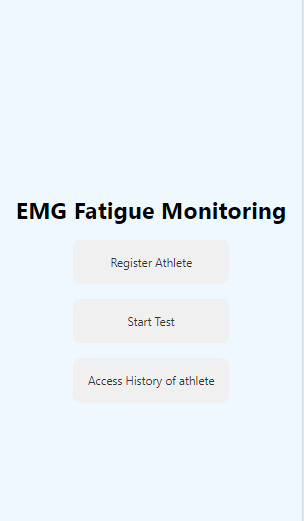 EMG Fatigue Monitoring
Register Athlete
Start Test
Access History of athlete